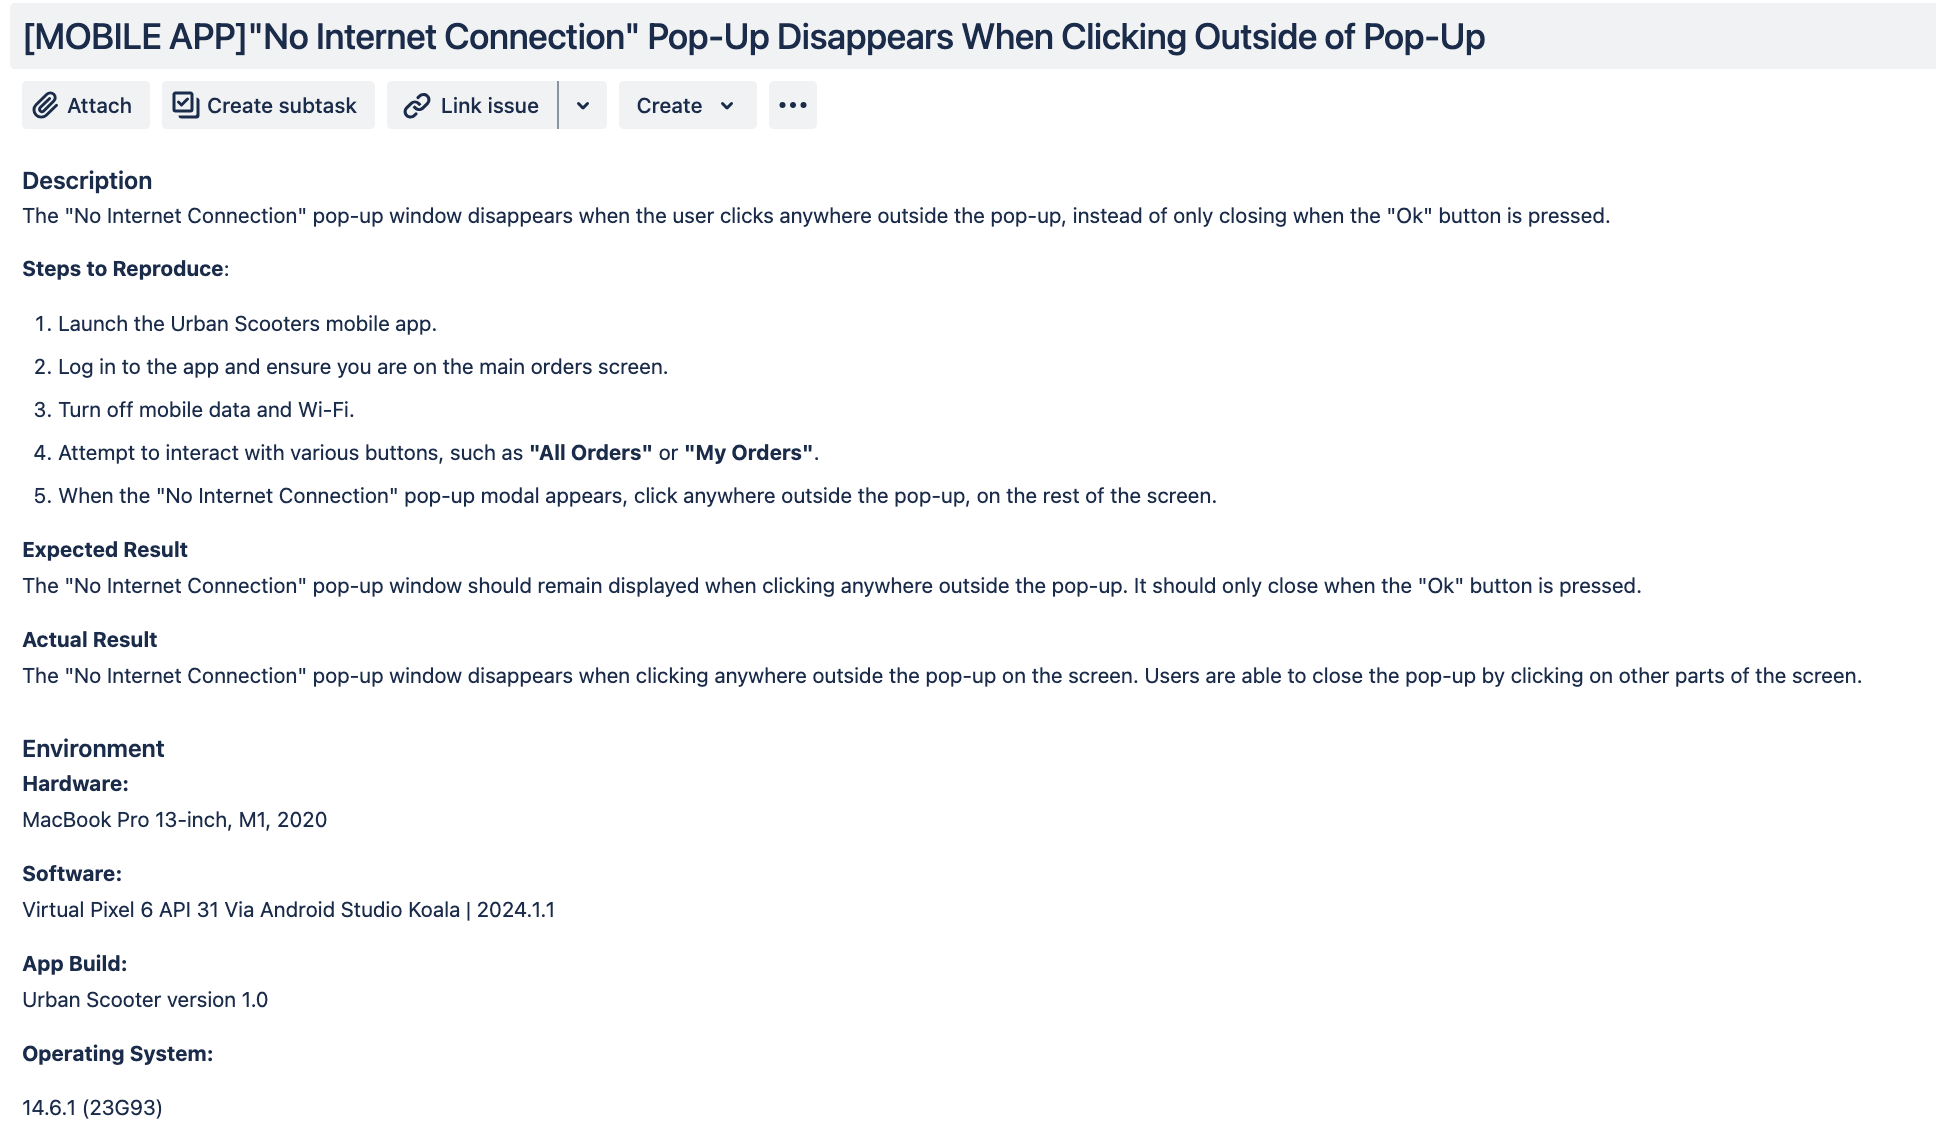 [MOBILE APP]"No Internet Connection" Pop-Up Disappears When Clicking Outside of Pop-Up
Attach
Create subtask
Link issue
Create
Description
The "No Internet Connection" pop-up window disappears when the user clicks anywhere outside the pop-up, instead of only closing when the "Ok" button is pressed.
Steps to Reproduce:
1. Launch the Urban Scooters mobile app.
2. Log in to the app and ensure you are on the main orders screen.
3. Turn off mobile data and Wi-Fi.
4. Attempt to interact with various buttons, such as "All Orders" or "My Orders".
5. When the "No Internet Connection" pop-up modal appears, click anywhere outside the pop-up, on the rest of the screen.
Expected Result
The "No Internet Connection" pop-up window should remain displayed when clicking anywhere outside the pop-up. It should only close when the "Ok" button is pressed.
Actual Result
The "No Internet Connection" pop-up window disappears when clicking anywhere outside the pop-up on the screen. Users are able to close the pop-up by clicking on other parts of the screen.
Environment
Hardware:
MacBook Pro 13-inch, M1, 2020
Software:
Virtual Pixel 6 API 31 Via Android Studio Koala | 2024.1.1
App Build:
Urban Scooter version 1.0
Operating System:
14.6.1 (23G93)